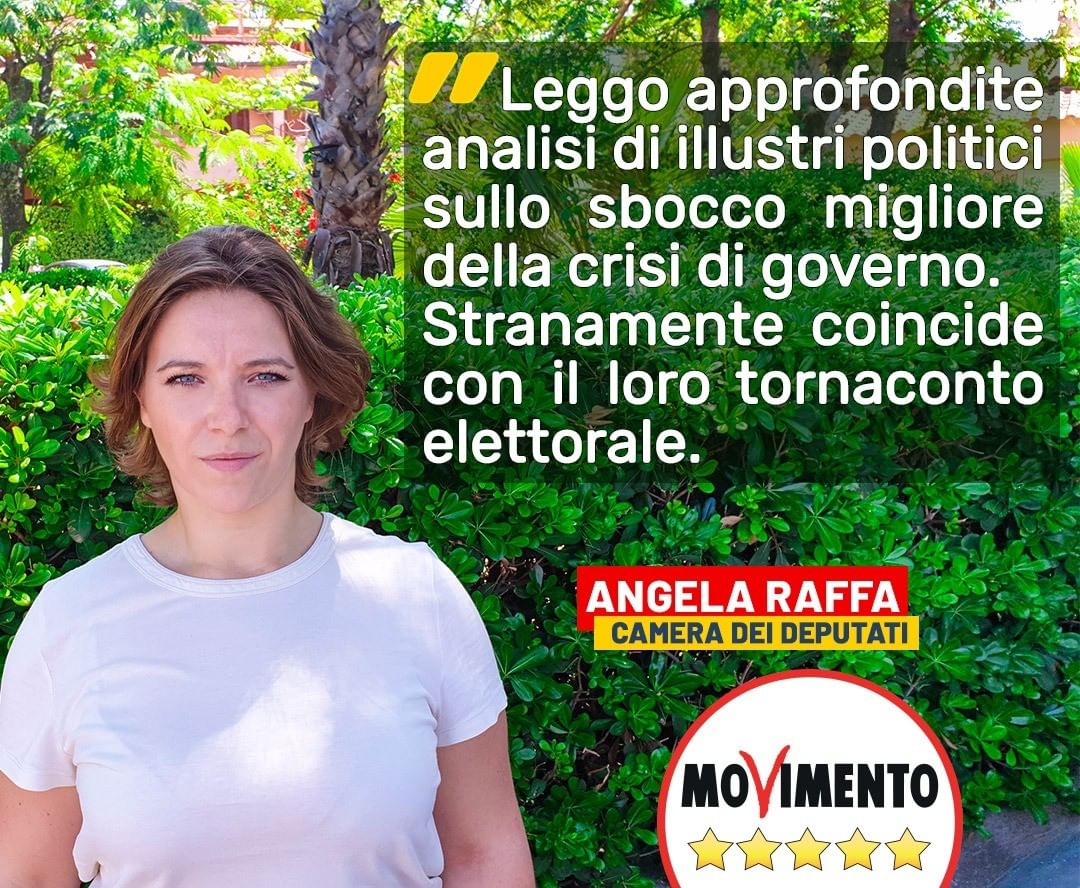 Leggo approfondite
analisi di illustri politici
sullo sbocco migliore
della crisi di governo.
Stranamente coincide
con il loro tornaconto
elettorale.
ANGELA RAFFA
CAMERA DEI DEPUTATI
MOVIMENTO